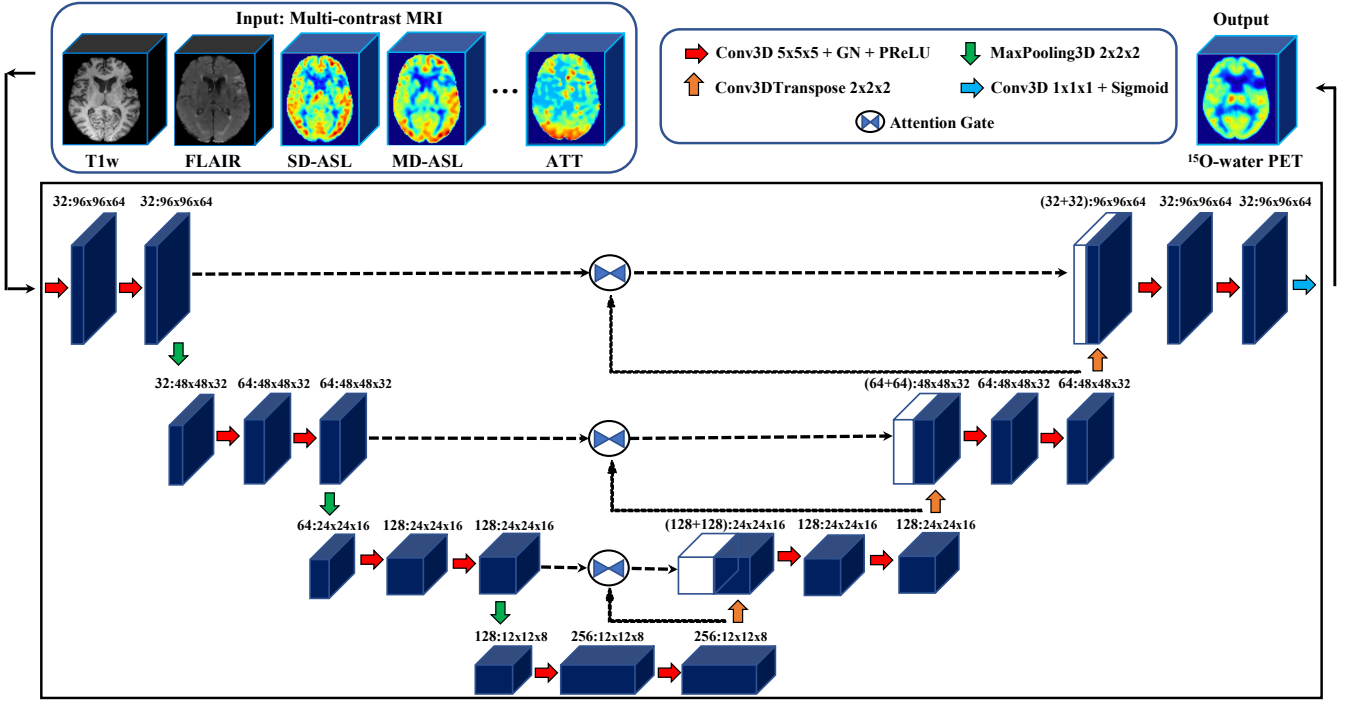 Input: Multi-contrast MRI
T1w
FLAIR
SD-ASL
MD-ASL
ATT
Conv3D 5x5x5 + GN + PReLU
MaxPooling3D 2x2x2
Conv3DTranspose 2x2x2
Conv3D 1x1x1 + Sigmoid
Attention Gate
Output
¹⁵O-water PET
32:96x96x64
32:96x96x64
(32+32):96x96x64
32:96x96x64
32:96x96x64
32:48x48x32
64:48x48x32
64:48x48x32
(64+64):48x48x32
64:48x48x32
64:48x48x32
64:24x24x16
128:24x24x16
128:24x24x16
(128+128):24x24x16
128:24x24x16
128:24x24x16
128:12x12x8
256:12x12x8
256:12x12x8